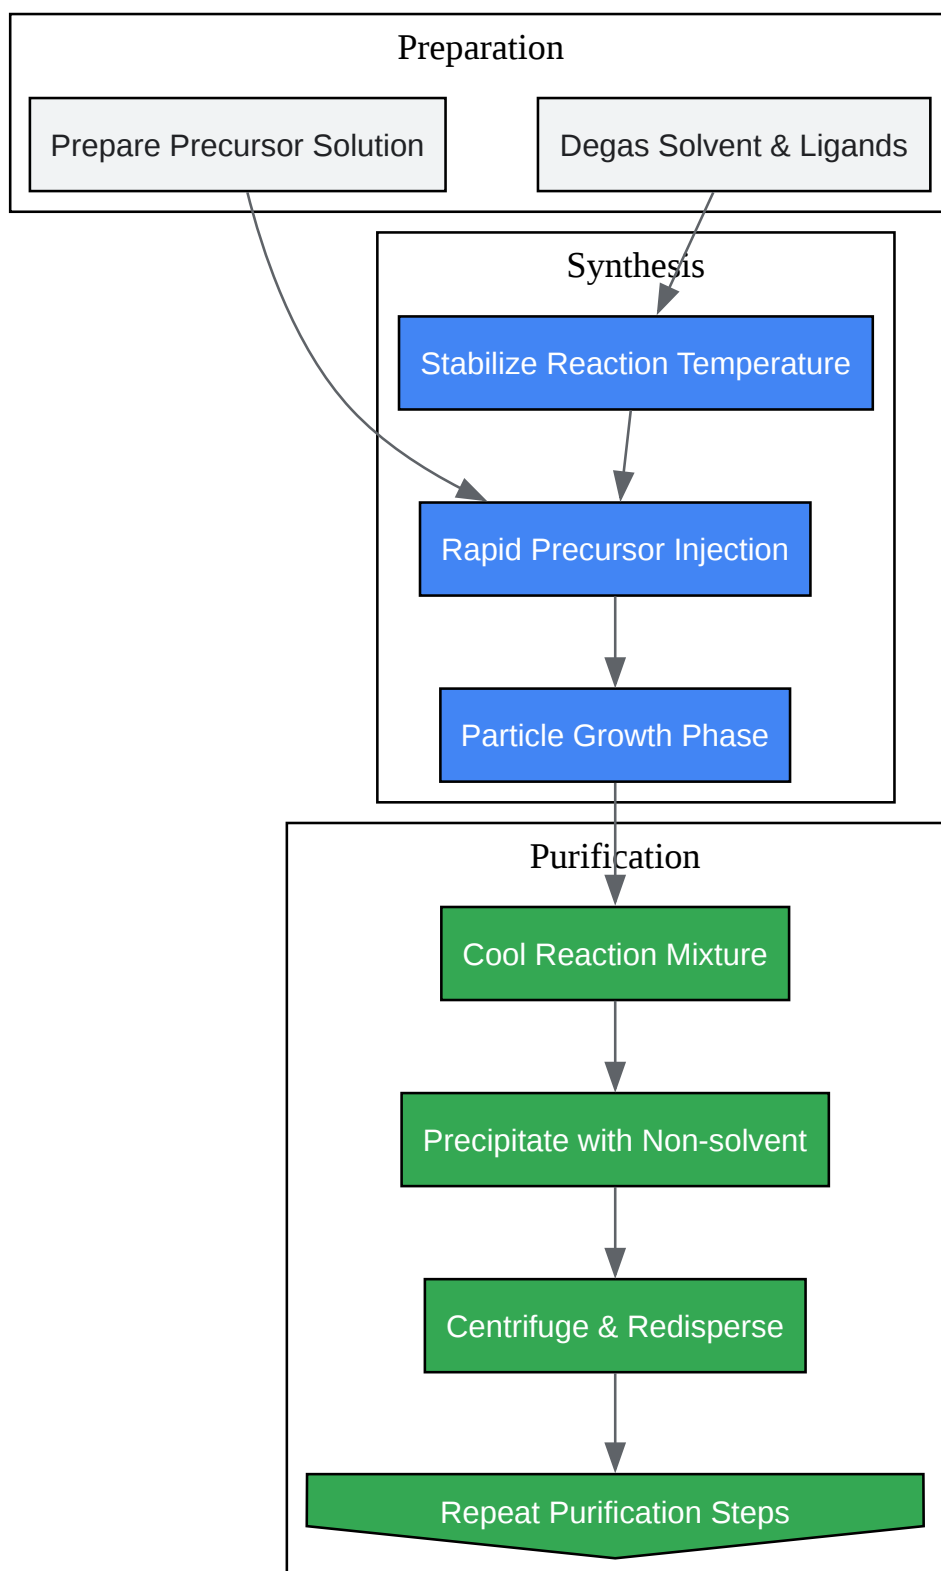 Preparation
Prepare Precursor Solution
Degas Solvent & Ligands
Synthesis
Stabilize Reaction Temperature
Rapid Precursor Injection
Particle Growth Phase
Purification
Cool Reaction Mixture
Precipitate with Non-solvent
Centrifuge & Redisperse
Repeat Purification Steps